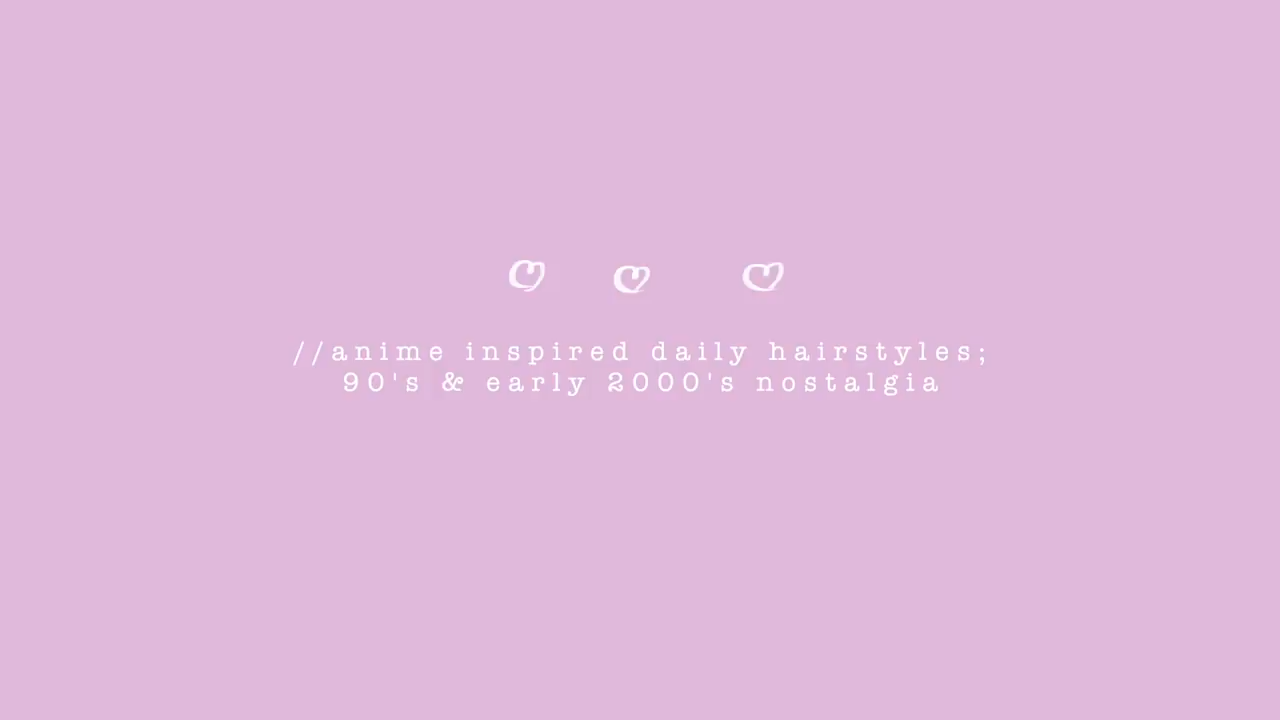 //anime inspired daily hairstyles;
90's & early 2000's nostalgia